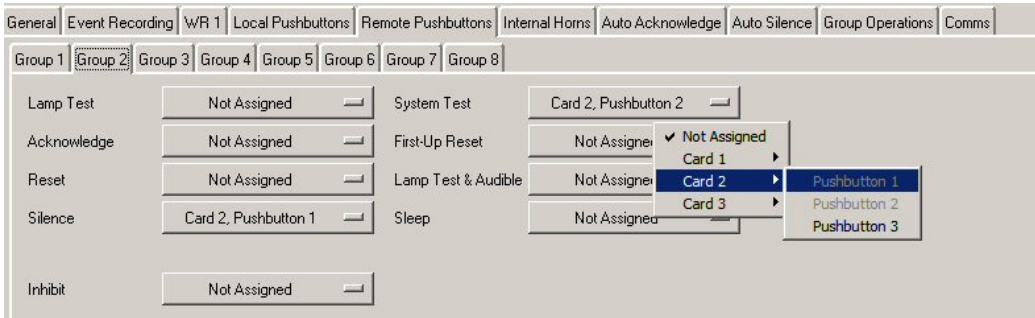 General Event Recording WR 1 Local Pushbuttons Remote Pushbuttons Internal Horns Auto Acknowledge Auto Silence Group Operations Comms
Group 1 Group 2 Group 3 Group 4 Group 5 Group 6 Group 7 Group 8
Lamp Test Not Assigned System Test Card 2, Pushbutton 2
Acknowledge Not Assigned First-Up Reset Not Assigned
Not Assigned
Card 1
Reset Not Assigned Lamp Test & Audible Not Assigned
Card 2 Pushbutton 1
Card 3 Pushbutton 2
Silence Card 2, Pushbutton 1 Sleep Not Assigned
Pushbutton 3
Inhibit Not Assigned